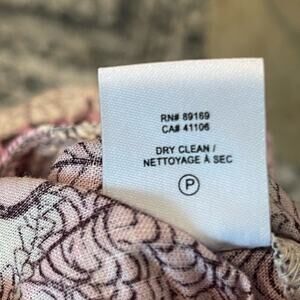 RN# 89169
CA# 41106
DRY CLEAN /
NETTOYAGE À SEC
P